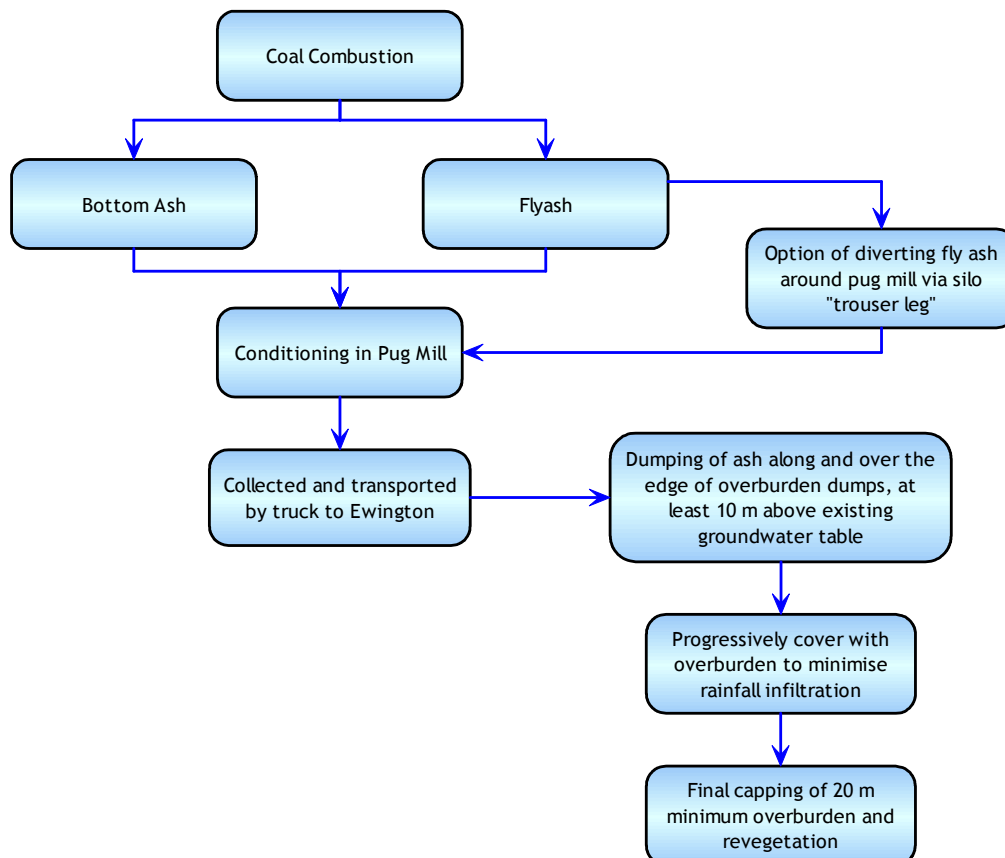 Coal Combustion
Bottom Ash
Flyash
Option of diverting fly ash
around pug mill via silo
"trouser leg"
Conditioning in Pug Mill
Collected and transported
by truck to Ewington
Dumping of ash along and over the
edge of overburden dumps, at
least 10 m above existing
groundwater table
Progressively cover with
overburden to minimise
rainfall infiltration
Final capping of 20 m
minimum overburden and
revegetation